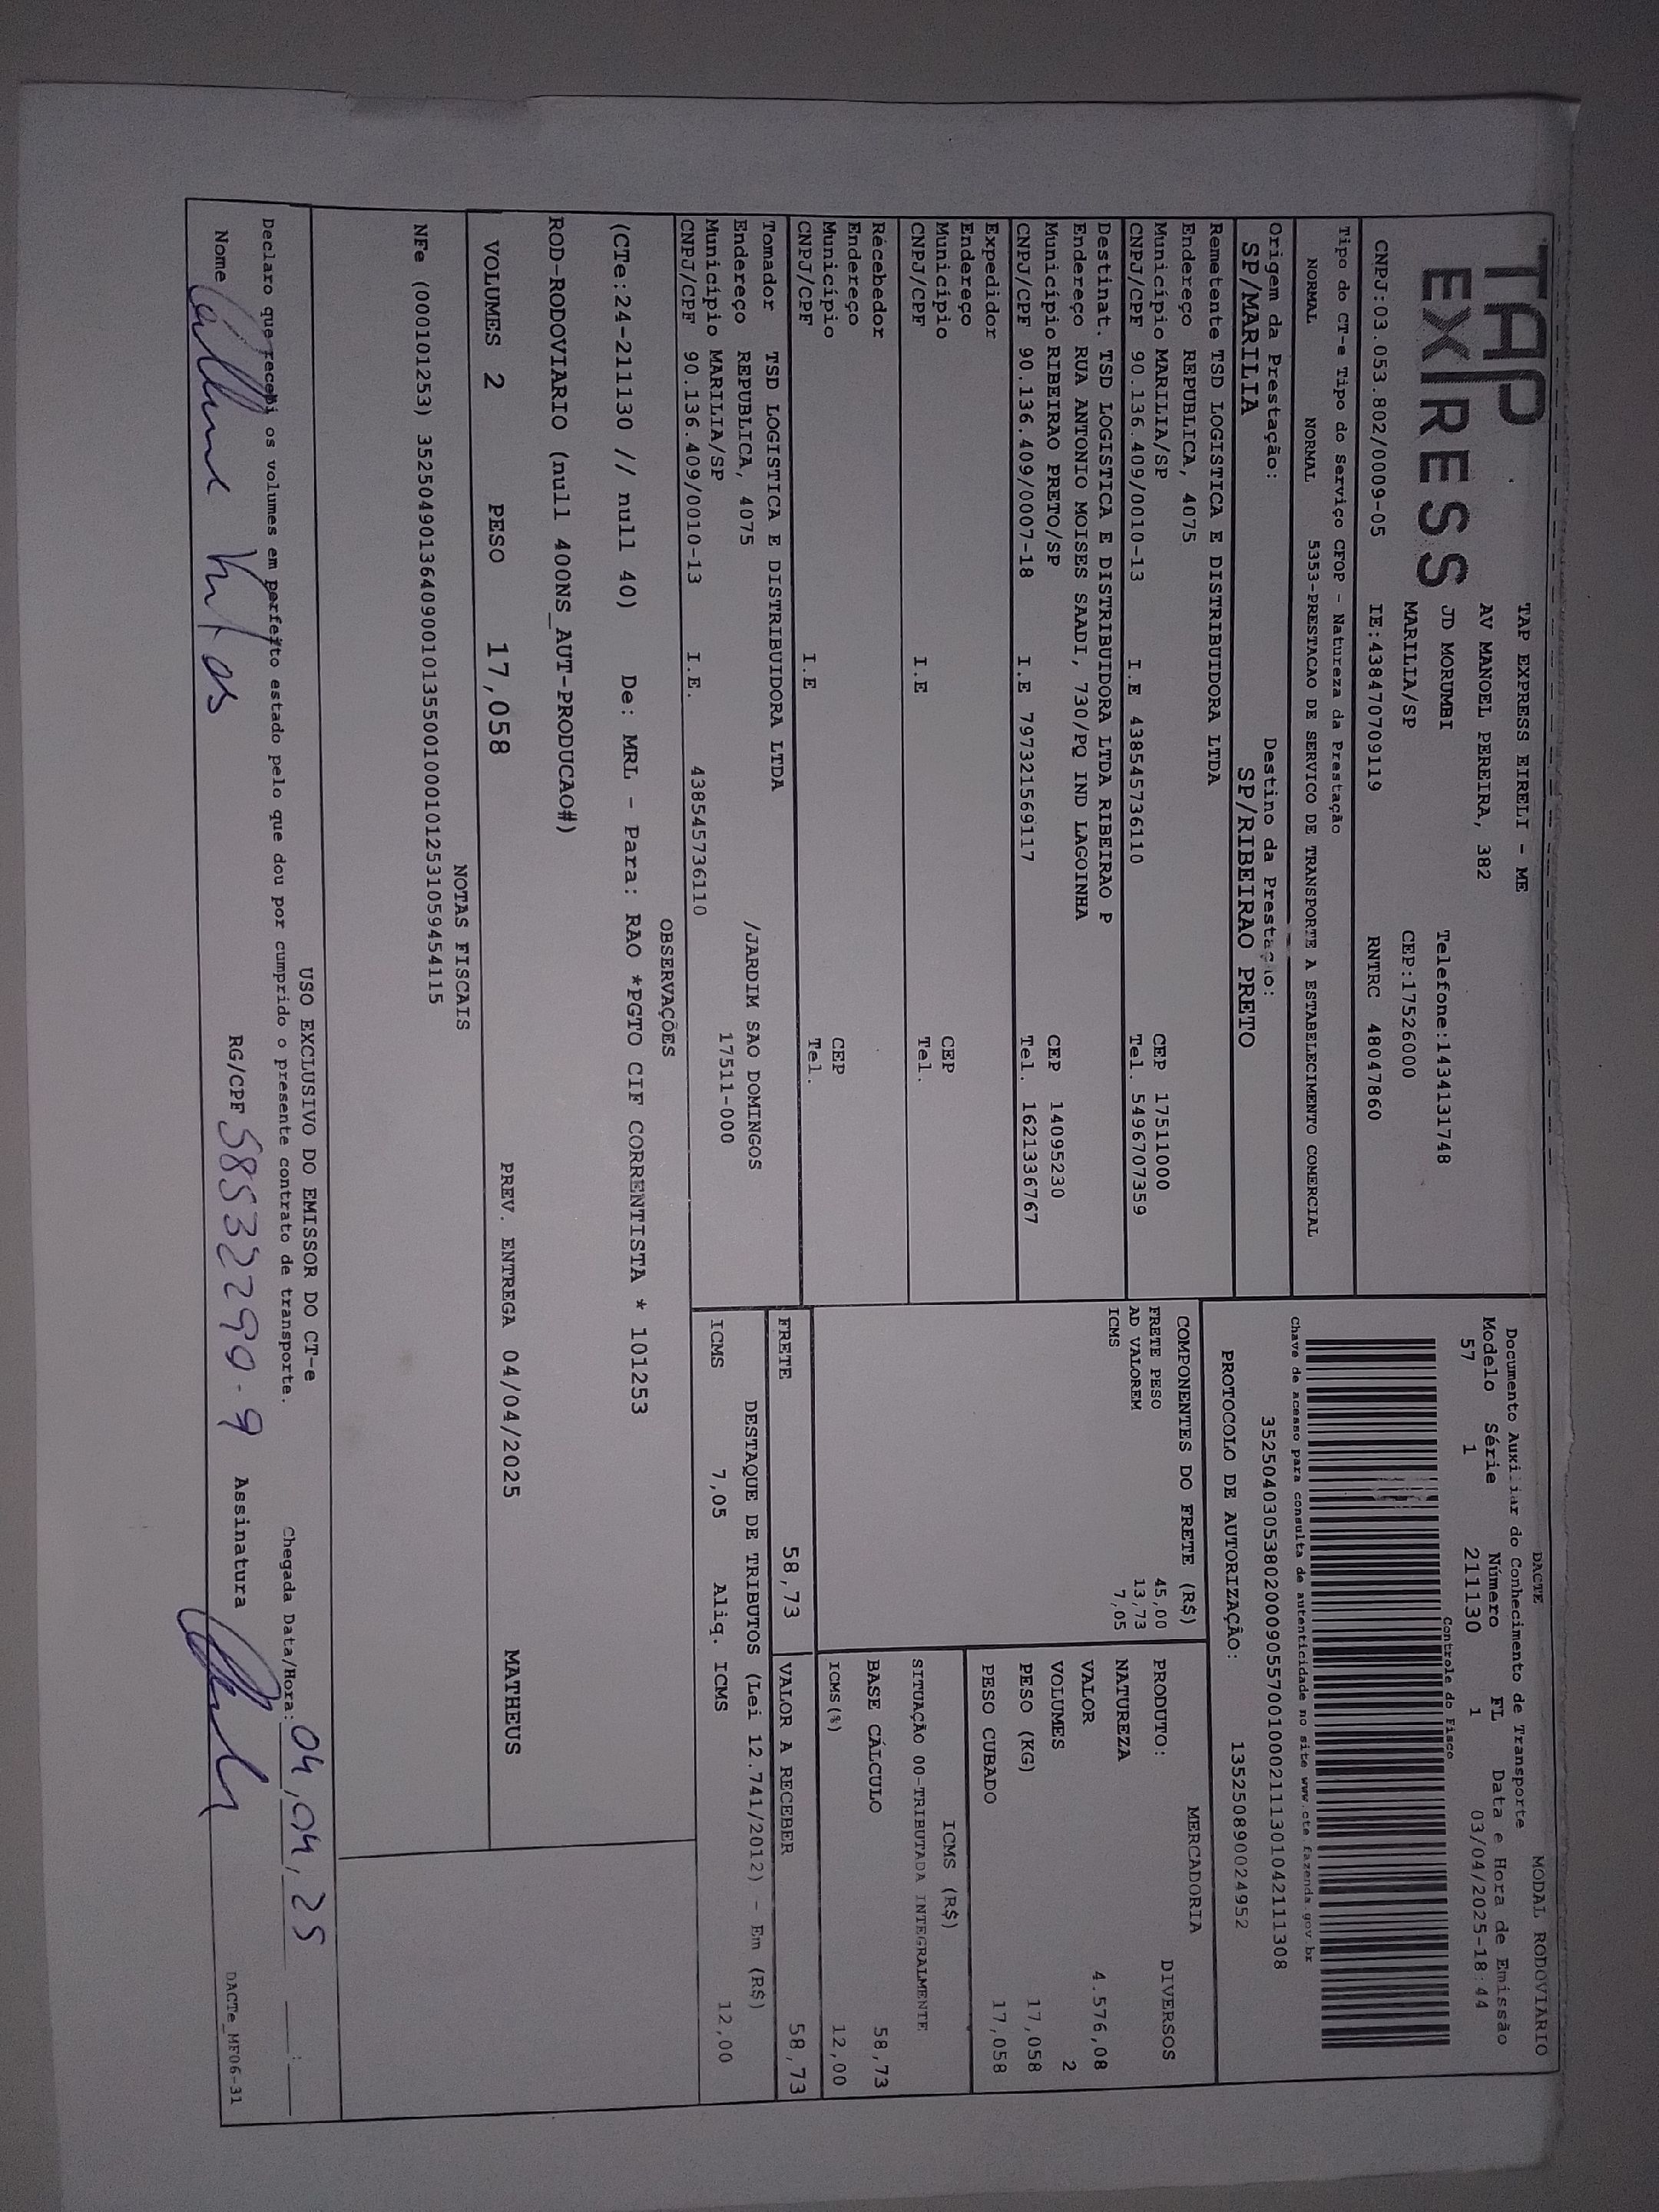 TAP
EXPRESS
TAP EXPRESS EIRELI - ME
AV MANOEL PEREIRA, 382
JD MORUMBI Telefone:1434131748
MARILIA/SP CEP:17526000
CNPJ:03.053.802/0009-05 IE:438470709119 RNTRC 48047860
Tipo do CT-e Tipo do Serviço CFOP - Natureza da Prestação
NORMAL NORMAL 5353-PRESTACAO DE SERVICO DE TRANSPORTE A ESTABELECIMENTO COMERCIAL
Origem da Prestação: Destino da Prestação:
SP/MARILIA SP/RIBEIRAO PRETO
DACTE MODAL RODOVIÁRIO
Documento Auxiliar do Conhecimento de Transporte
Modelo Série Número FL Data e Hora de Emissão
57 1 211130 1 03/04/2025-18:44
Controle do Fisco
Chave de acesso para consulta de autenticidade no site www.cte.fazenda.gov.br
35250403053802000905570010002111301042111308
PROTOCOLO DE AUTORIZAÇÃO: 135250890024952
Remetente TSD LOGISTICA E DISTRIBUIDORA LTDA
Endereço REPUBLICA, 4075
Município MARILIA/SP CEP 17511000
CNPJ/CPF 90.136.409/0010-13 I.E 438545736110 Tel. 5496707359
Destinat. TSD LOGISTICA E DISTRIBUIDORA LTDA RIBEIRAO P
Endereço RUA ANTONIO MOISES SAADI, 730/PQ IND LAGOINHA
Município RIBEIRAO PRETO/SP CEP 14095230
CNPJ/CPF 90.136.409/0007-18 I.E 797321569117 Tel. 1621336767
Expedidor
Endereço
Município CEP
CNPJ/CPF I.E Tel.
Recebedor
Endereço
Município CEP
CNPJ/CPF I.E Tel.
Tomador TSD LOGISTICA E DISTRIBUIDORA LTDA
Endereço REPUBLICA, 4075 /JARDIM SAO DOMINGOS
Município MARILIA/SP 17511-000
CNPJ/CPF 90.136.409/0010-13 I.E. 438545736110
COMPONENTES DO FRETE (R$)
FRETE PESO 45,00
AD VALOREM 13,73
ICMS 7,05
MERCADORIA
PRODUTO: DIVERSOS
NATUREZA
VALOR 4.576,08
VOLUMES 2
PESO (KG) 17,058
PESO CUBADO 17,058
ICMS (R$)
SITUAÇÃO 00-TRIBUTADA INTEGRALMENTE
BASE CÁLCULO 58,73
ICMS(%) 12,00
FRETE 58,73 VALOR A RECEBER 58,73
DESTAQUE DE TRIBUTOS (Lei 12.741/2012) - Em (R$)
ICMS 7,05 Aliq. ICMS 12,00
OBSERVAÇÕES
(CTe:24-211130 // null 40) De: MRL - Para: RAO *PGTO CIF CORRENTISTA * 101253
ROD-RODOVIARIO (null 400NS_AUT-PRODUCAO#)
VOLUMES 2 PESO 17,058 PREV. ENTREGA 04/04/2025 MATHEUS
NOTAS FISCAIS
NFe (000101253) 35250490136409001013550010001012531059454115
USO EXCLUSIVO DO EMISSOR DO CT-e
Declaro que recebi os volumes em perfeito estado pelo que dou por cumprido o presente contrato de transporte. Chegada Data/Hora: 04/04/25 __:__
Nome RG/CPF 58532299-9 Assinatura
DACTe_MF06-31